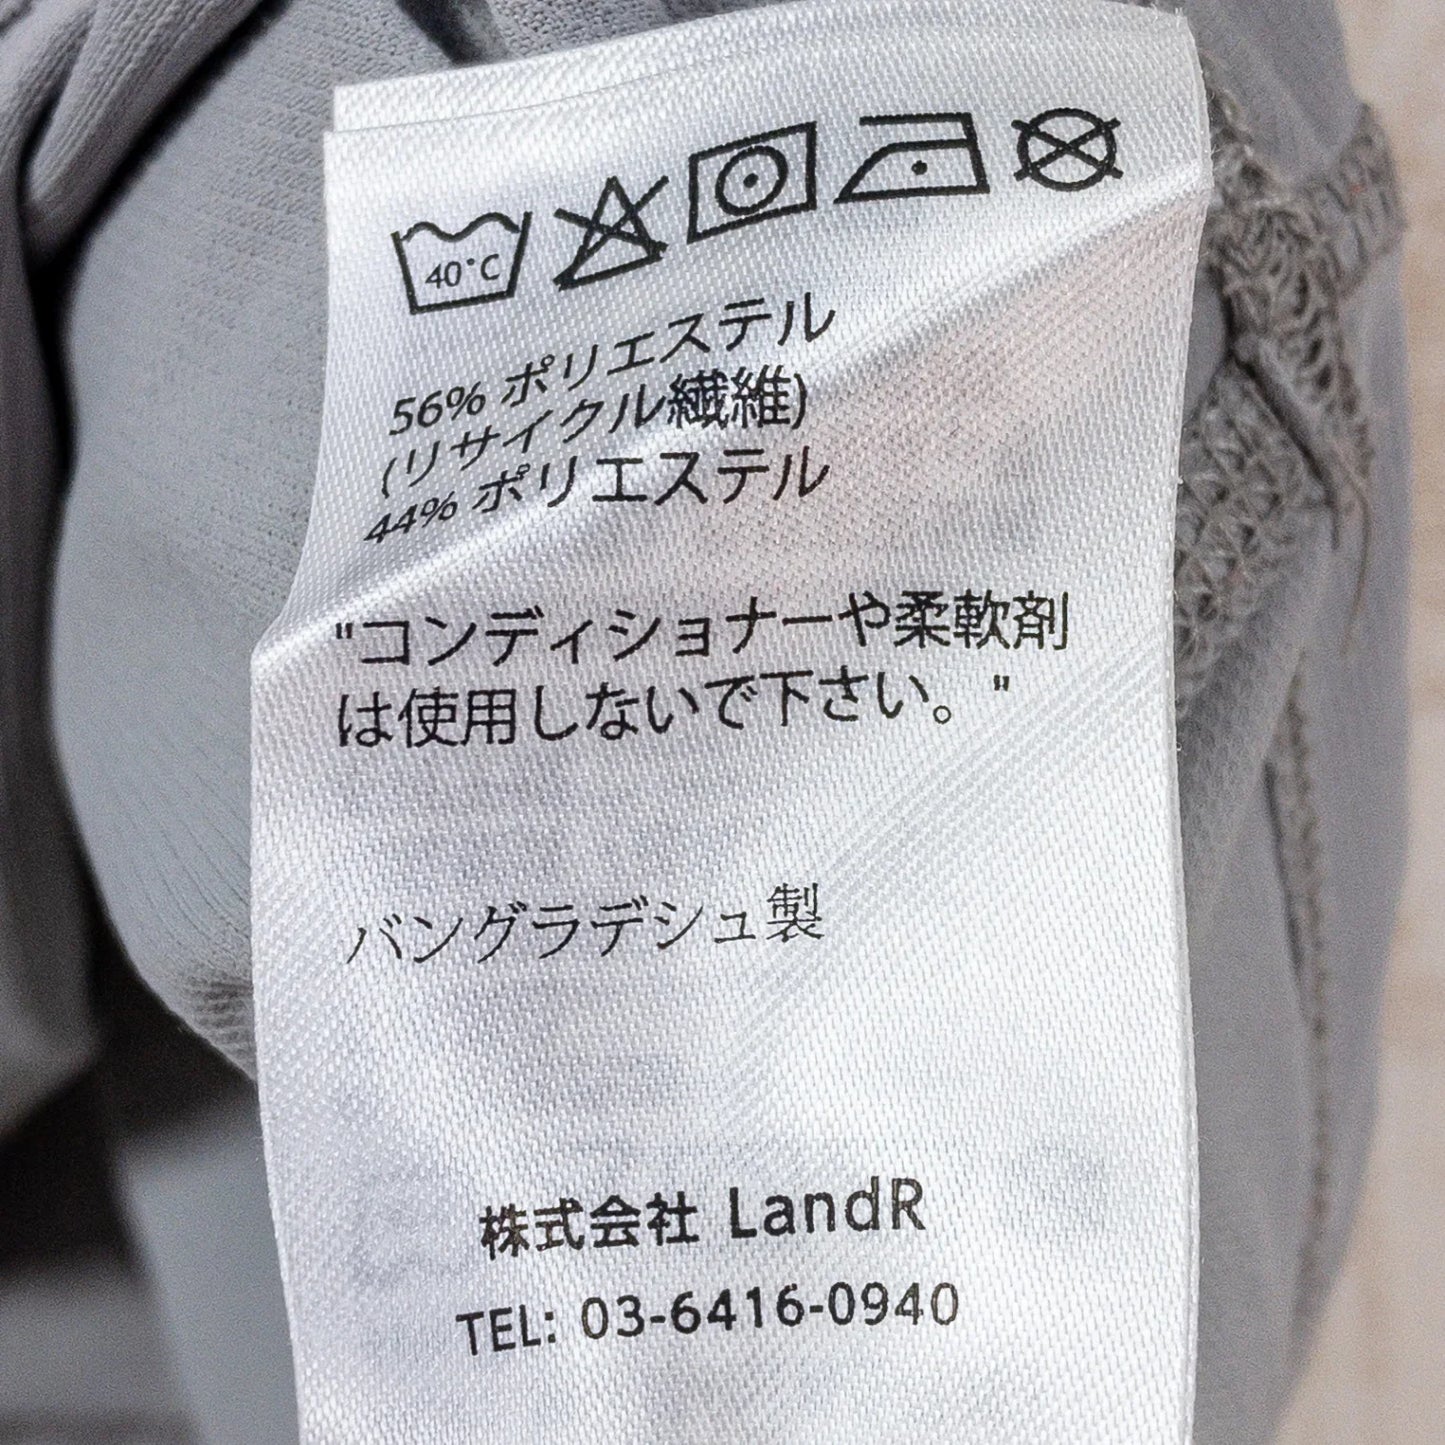 40°C
56% ポリエステル
(リサイクル繊維)
44% ポリエステル
"コンディショナーや柔軟剤
は使用しないで下さい。"
バングラデシュ製
株式会社 LandR
TEL: 03-6416-0940